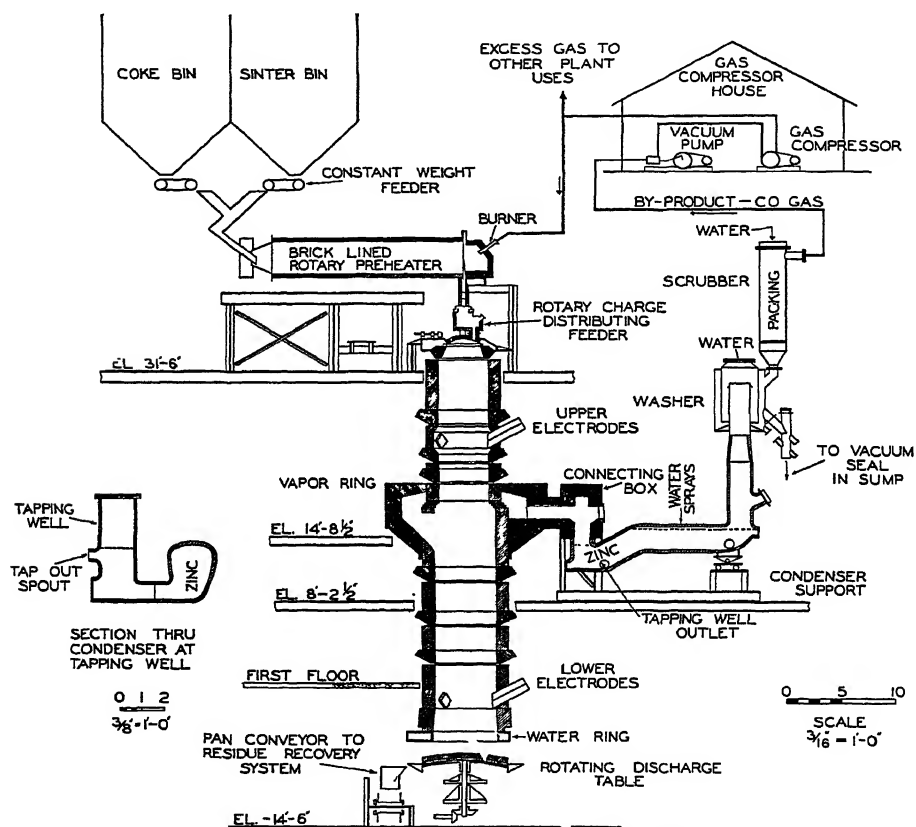 COKE BIN
SINTER BIN
CONSTANT WEIGHT
FEEDER
EXCESS GAS TO
OTHER PLANT
USES
GAS
COMPRESSOR
HOUSE
VACUUM
PUMP
GAS
COMPRESSOR
BURNER
BY-PRODUCT-CO GAS
WATER
BRICK LINED
ROTARY PREHEATER
SCRUBBER
PACKING
ROTARY CHARGE
DISTRIBUTING
FEEDER
WATER
EL. 31'-6"
WASHER
UPPER
ELECTRODES
TO VACUUM
SEAL
IN SUMP
VAPOR RING
CONNECTING
BOX
WATER
SPRAYS
TAPPING
WELL
EL. 14'-8½"
ZINC
TAP OUT
SPOUT
ZINC
EL. 8'-2½"
CONDENSER
SUPPORT
TAPPING WELL
OUTLET
SECTION THRU
CONDENSER AT
TAPPING WELL
FIRST FLOOR
LOWER
ELECTRODES
0 1 2
3/8"=1'-0"
0 5 10
SCALE
3/16"=1'-0"
WATER RING
PAN CONVEYOR TO
RESIDUE RECOVERY
SYSTEM
ROTATING DISCHARGE
TABLE
EL. -14'-6"